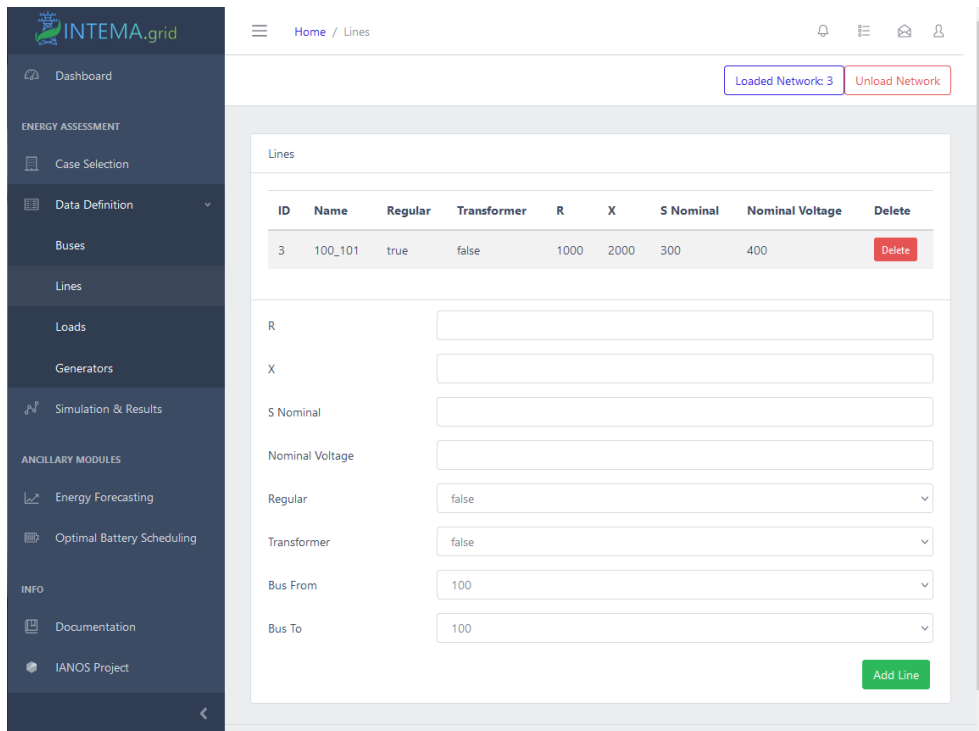 INTEMA.grid
Home / Lines
Dashboard
Loaded Network: 3
Unload Network
ENERGY ASSESSMENT
Case Selection
Data Definition
Buses
Lines
Loads
Generators
Simulation & Results
ANCILLARY MODULES
Energy Forecasting
Optimal Battery Scheduling
INFO
Documentation
IANOS Project
Lines
ID Name Regular Transformer R X S Nominal Nominal Voltage Delete
3 100_101 true false 1000 2000 300 400 Delete
R
X
S Nominal
Nominal Voltage
Regular false
Transformer false
Bus From 100
Bus To 100
Add Line